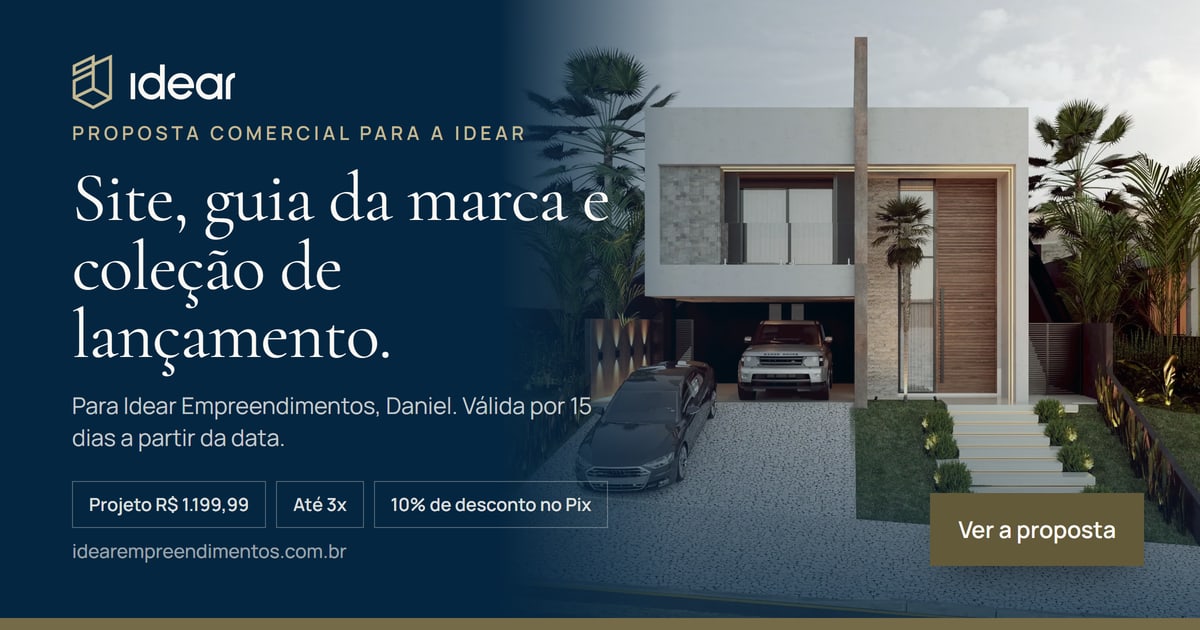 idear
PROPOSTA COMERCIAL PARA A IDEAR
Site, guia da marca e
coleção de
lançamento.
Para Idear Empreendimentos, Daniel. Válida por 15
dias a partir da data.
Projeto R$ 1.199,99
Até 3x
10% de desconto no Pix
idearempreendimentos.com.br
Ver a proposta